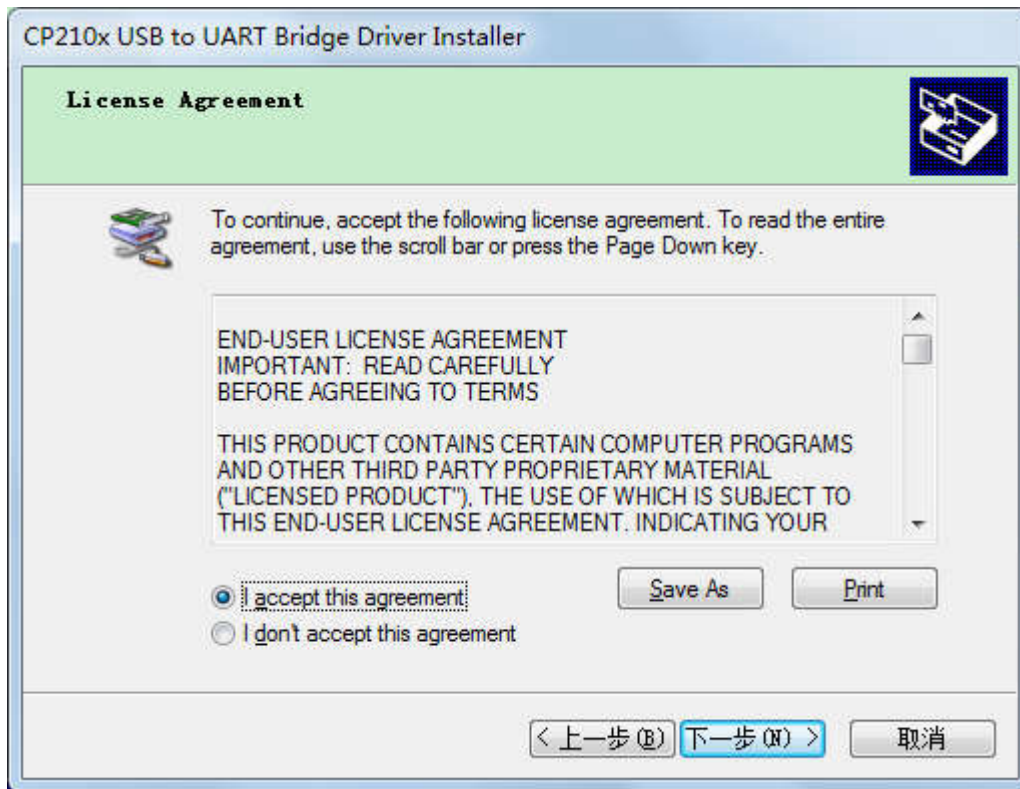 CP210x USB to UART Bridge Driver Installer
License Agreement
To continue, accept the following license agreement. To read the entire
agreement, use the scroll bar or press the Page Down key.
END-USER LICENSE AGREEMENT
IMPORTANT:  READ CAREFULLY
BEFORE AGREEING TO TERMS
THIS PRODUCT CONTAINS CERTAIN COMPUTER PROGRAMS
AND OTHER THIRD PARTY PROPRIETARY MATERIAL
("LICENSED PRODUCT"), THE USE OF WHICH IS SUBJECT TO
THIS END-USER LICENSE AGREEMENT. INDICATING YOUR
I accept this agreement
Save As
Print
I don't accept this agreement
< 上一步(B)
下一步(N) >
取消